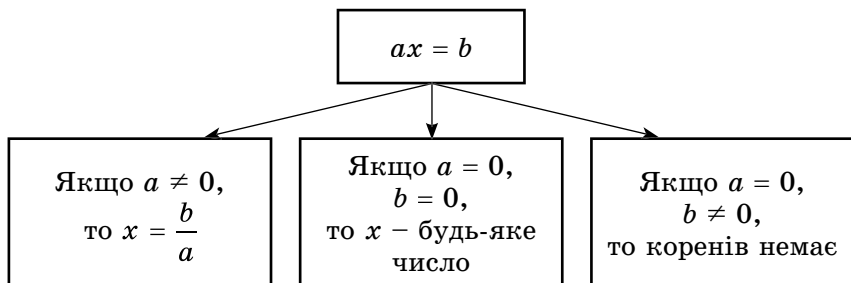 ax = b
Якщо a ≠ 0,
то x = b/a
Якщо a = 0,
b = 0,
то x – будь-яке
число
Якщо a = 0,
b ≠ 0,
то коренів немає